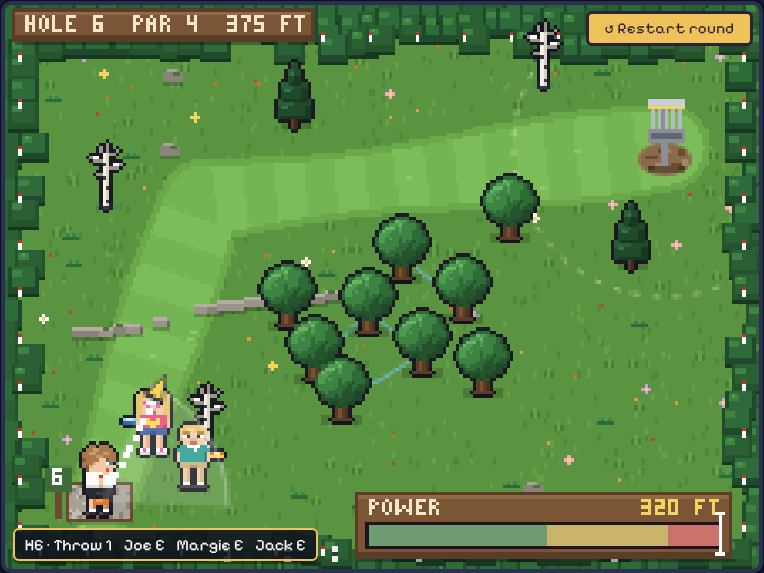 HOLE 6 PAR 4 375 FT
↺ Restart round
6
POWER 320 FT
H6·Throw 1 Joe E Margie E Jack E